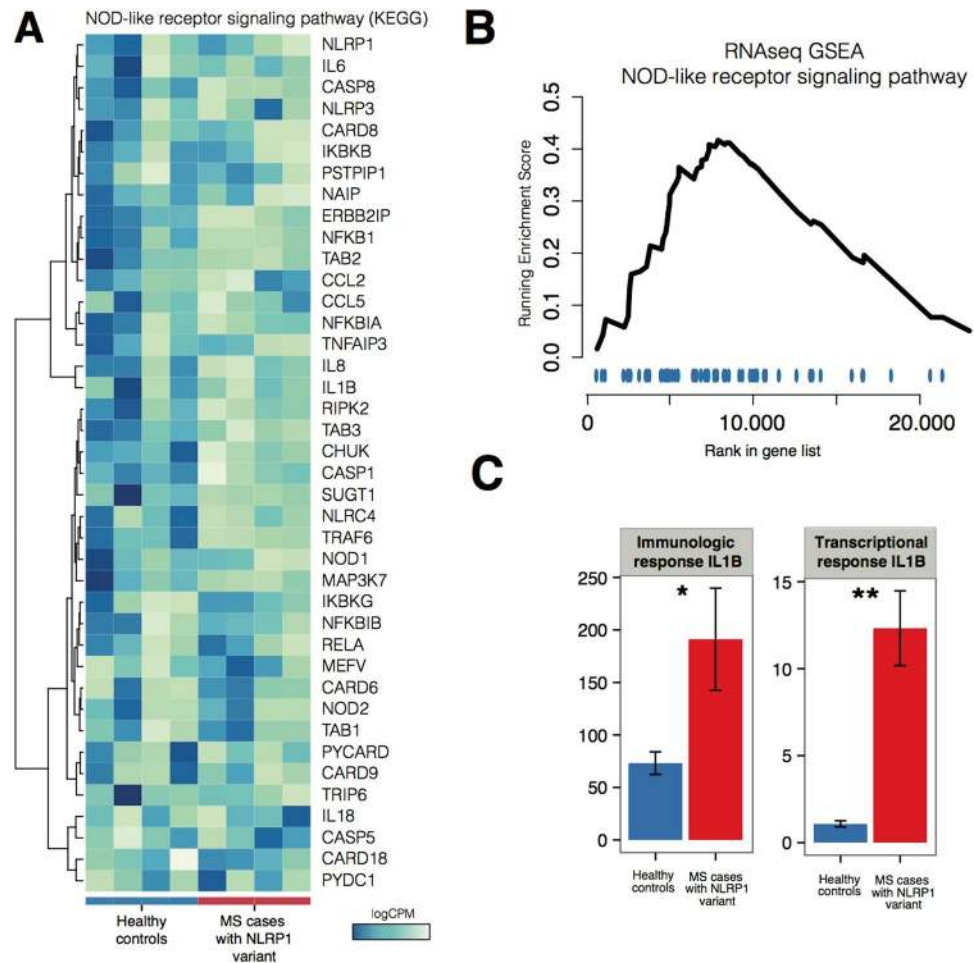 A
NOD-like receptor signaling pathway (KEGG)
NLRP1
IL6
CASP8
NLRP3
CARD8
IKBKB
PSTPIP1
NAIP
ERBB2IP
NFKB1
TAB2
CCL2
CCL5
NFKBIA
TNFAIP3
IL8
IL1B
RIPK2
TAB3
CHUK
CASP1
SUGT1
NLRC4
TRAF6
NOD1
MAP3K7
IKBKG
NFKBIB
RELA
MEFV
CARD6
NOD2
TAB1
PYCARD
CARD9
TRIP6
IL18
CASP5
CARD18
PYDC1
Healthy
controls
MS cases
with NLRP1
variant
logCPM
B
RNAseq GSEA
NOD-like receptor signaling pathway
Running Enrichment Score
0.5
0.4
0.3
0.2
0.1
0.0
0 10.000 20.000
Rank in gene list
C
Immunologic
response IL1B
*
250
200
150
100
50
0
Healthy
controls
MS cases
with NLRP1
variant
Transcriptional
response IL1B
**
15
10
5
0
Healthy
controls
MS cases
with NLRP1
variant